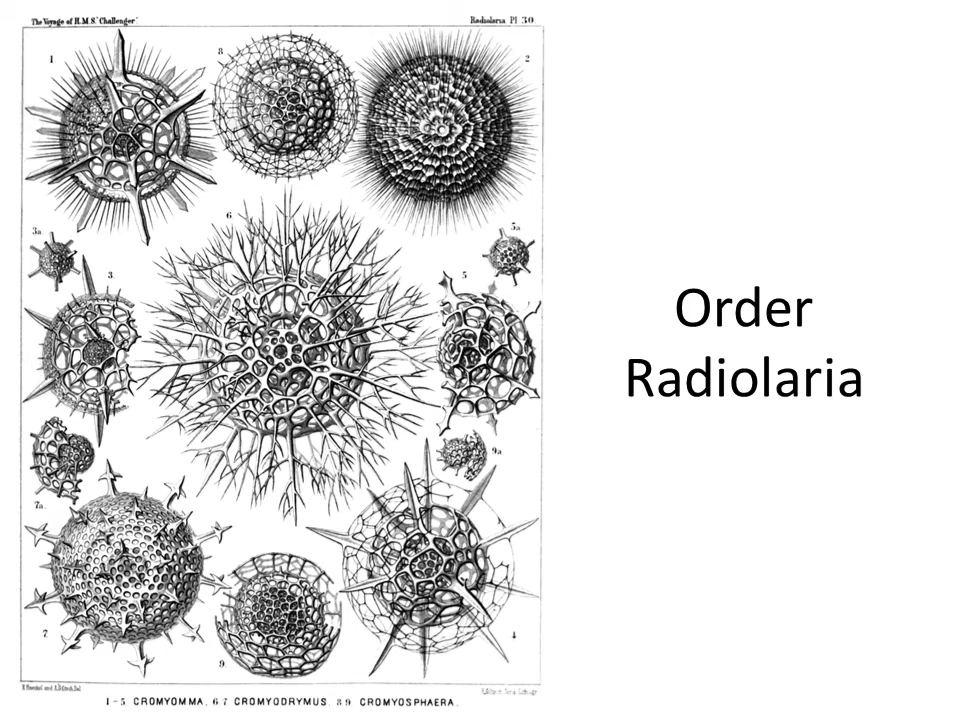 The Voyage of H.M.S. "Challenger"
Radiolaria Pl 30.
1
8
2
6
3a
5a
3.
5
9a
7a.
7
9.
4
1-5 CROMYOMMA, 6 7 CROMYODRYMUS. 8 9 CROMYOSPHAERA.
Order
Radiolaria